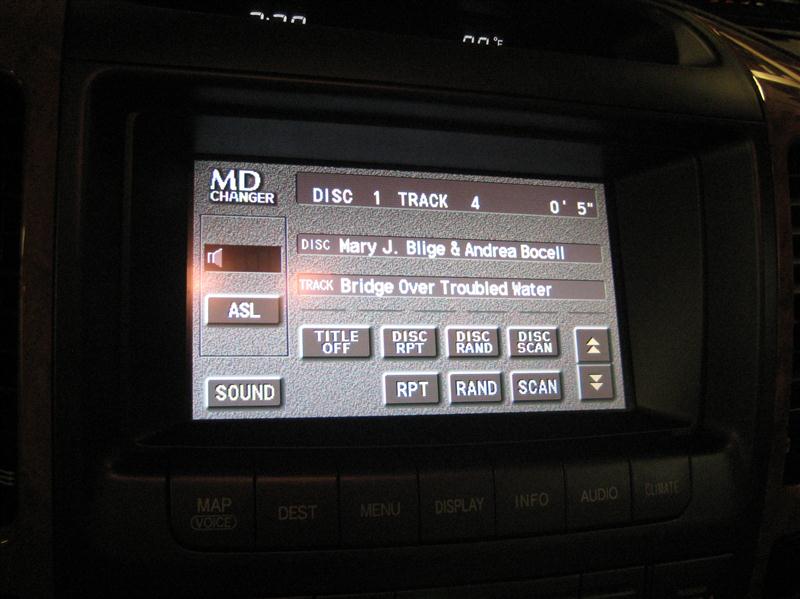 MD
CHANGER
DISC 1 TRACK 4 0' 5"
DISC Mary J. Blige & Andrea Bocell
TRACK Bridge Over Troubled Water
ASL
TITLE OFF
DISC RPT
DISC RAND
DISC SCAN
SOUND
RPT
RAND
SCAN
MAP
VOICE
DEST
MENU
DISPLAY
INFO
AUDIO
CLIMATE